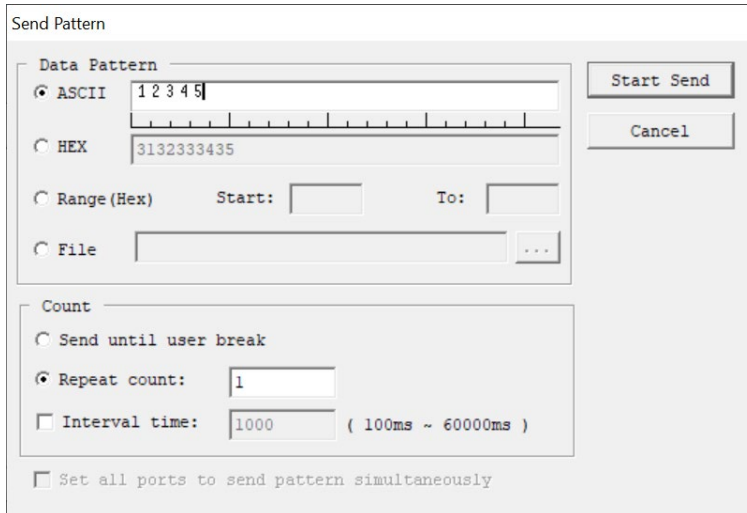 Send Pattern
Data Pattern
ASCII 12345
HEX 3132333435
Range(Hex) Start: To:
File ...
Start Send
Cancel
Count
Send until user break
Repeat count: 1
Interval time: 1000 ( 100ms ~ 60000ms )
Set all ports to send pattern simultaneously